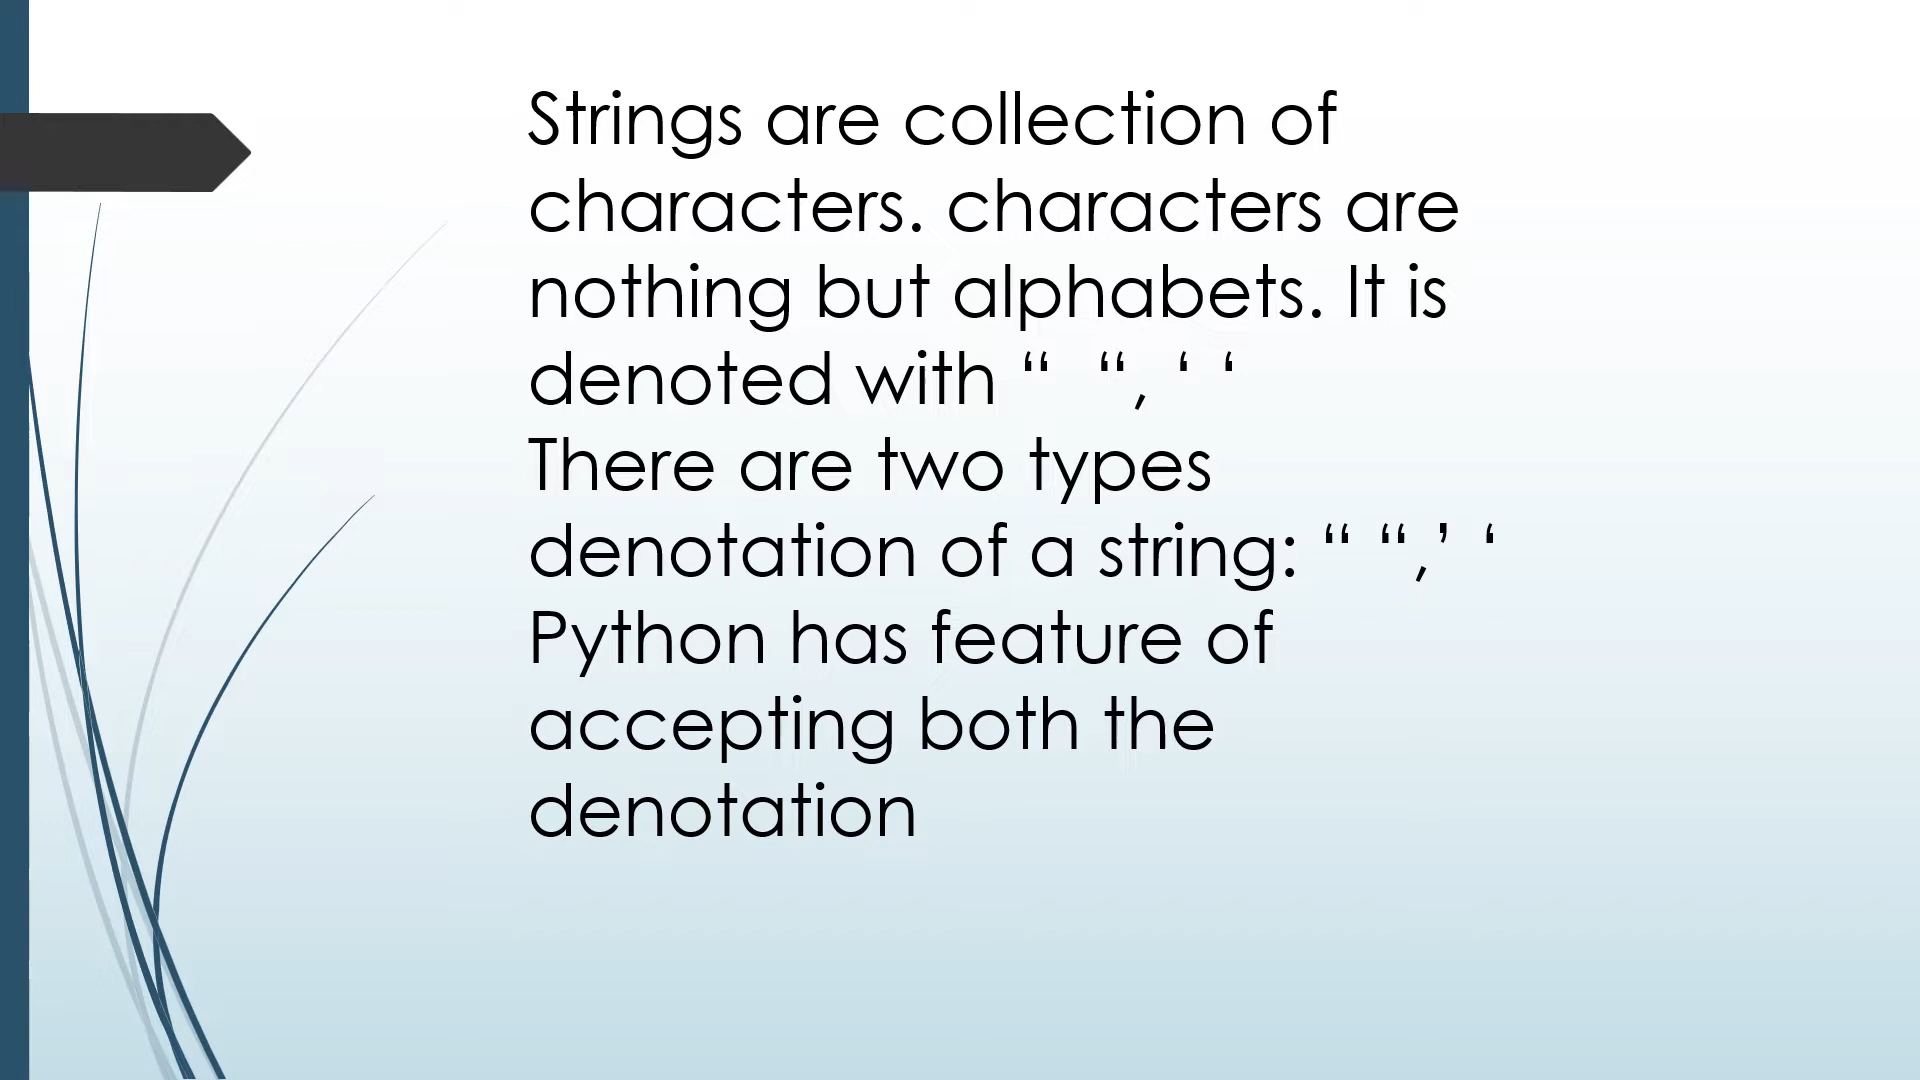 Strings are collection of
characters. characters are
nothing but alphabets. It is
denoted with “  “, ‘ ‘
There are two types
denotation of a string: “ “,’ ‘
Python has feature of
accepting both the
denotation